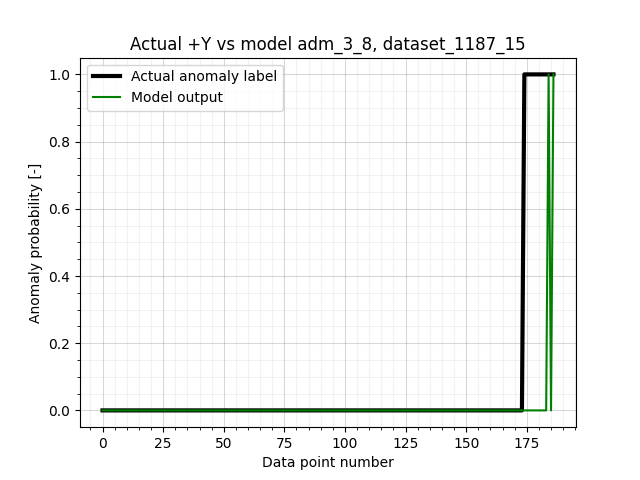 Actual +Y vs model adm_3_8, dataset_1187_15
Actual anomaly label
Model output
1.0
0.8
0.6
0.4
0.2
0.0
Anomaly probability [-]
0 25 50 75 100 125 150 175
Data point number